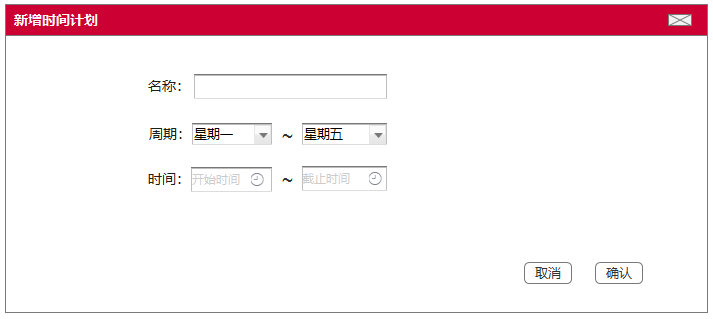 新增时间计划
名称：
周期： 星期一 ~ 星期五
时间： 开始时间 ~ 截止时间
取消 确认